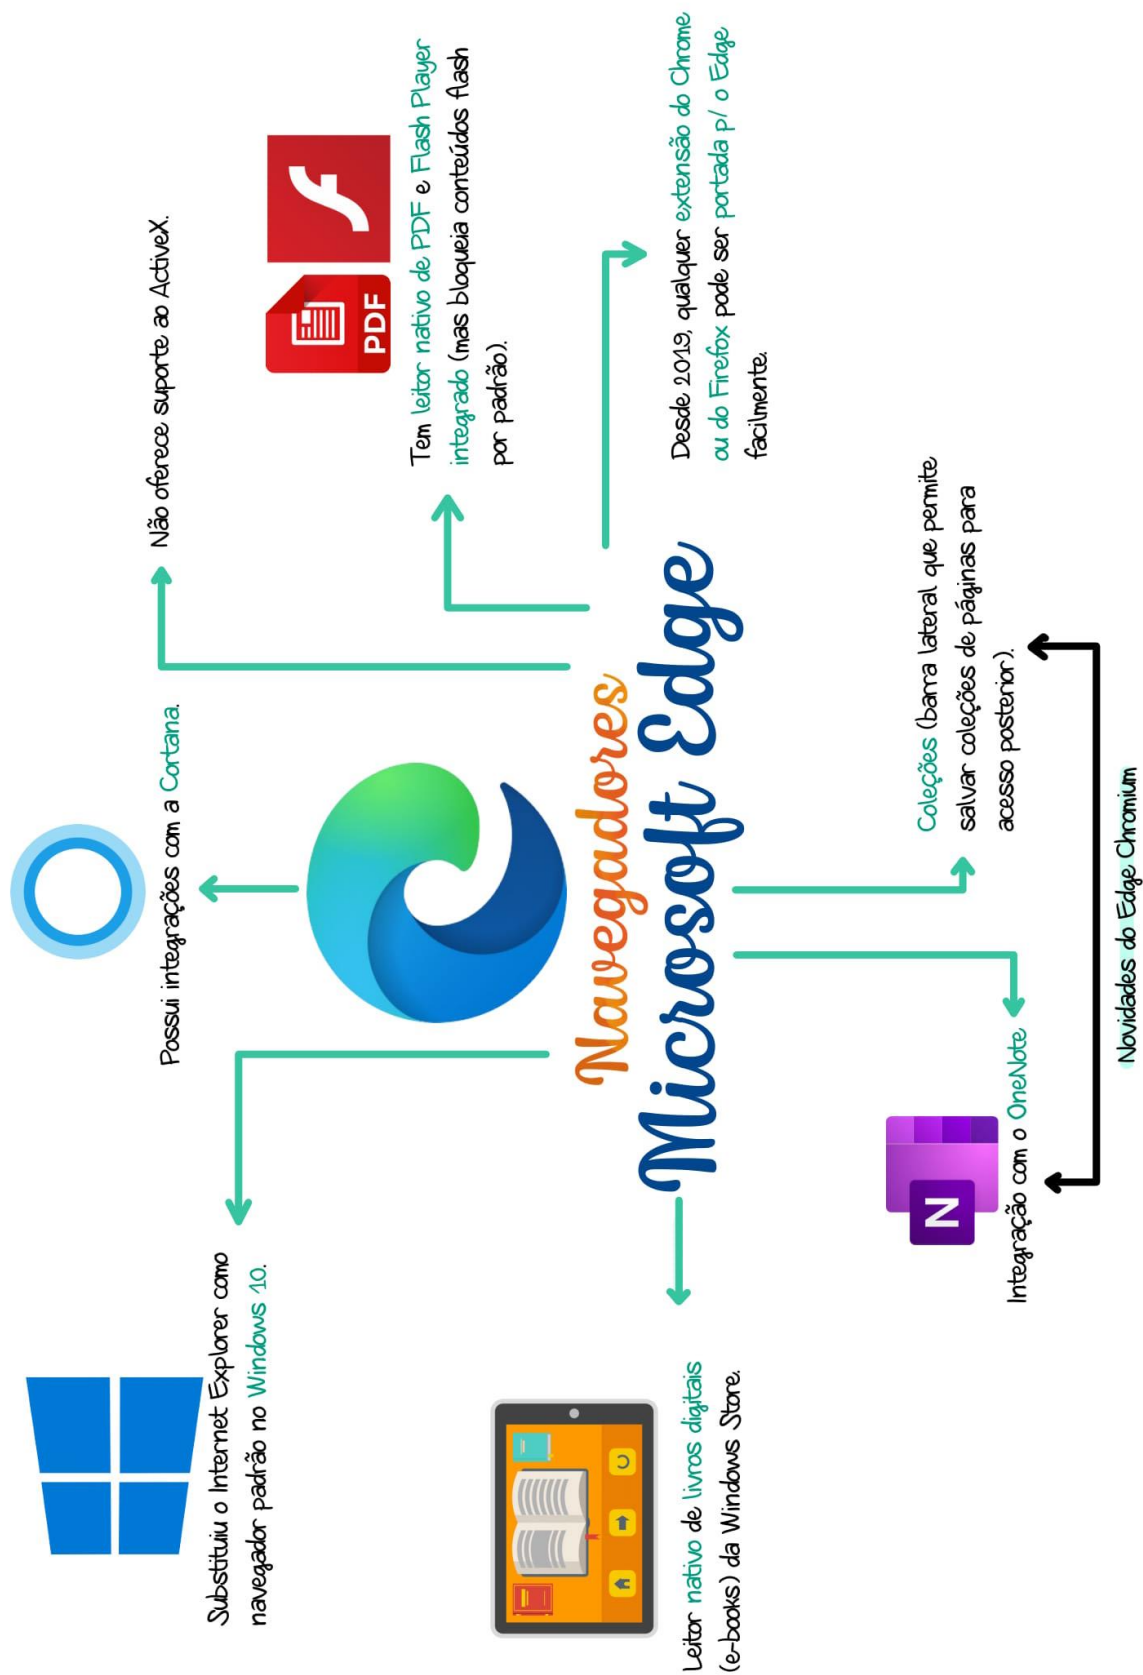 Substituiu o Internet Explorer como
navegador padrão no Windows 10.
Possui integrações com a Cortana.
Não oferece suporte ao ActiveX.
PDF
Tem leitor nativo de PDF e Flash Player
integrado (mas bloqueia conteúdos flash
por padrão).
Navegadores
Microsoft Edge
Desde 2019, qualquer extensão do Chrome
ou do Firefox pode ser portada p/ o Edge
facilmente.
Leitor nativo de livros digitais
(e-books) da Windows Store.
N
Integração com o OneNote
Coleções (barra lateral que permite
salvar coleções de páginas para
acesso posterior).
Novidades do Edge Chromium